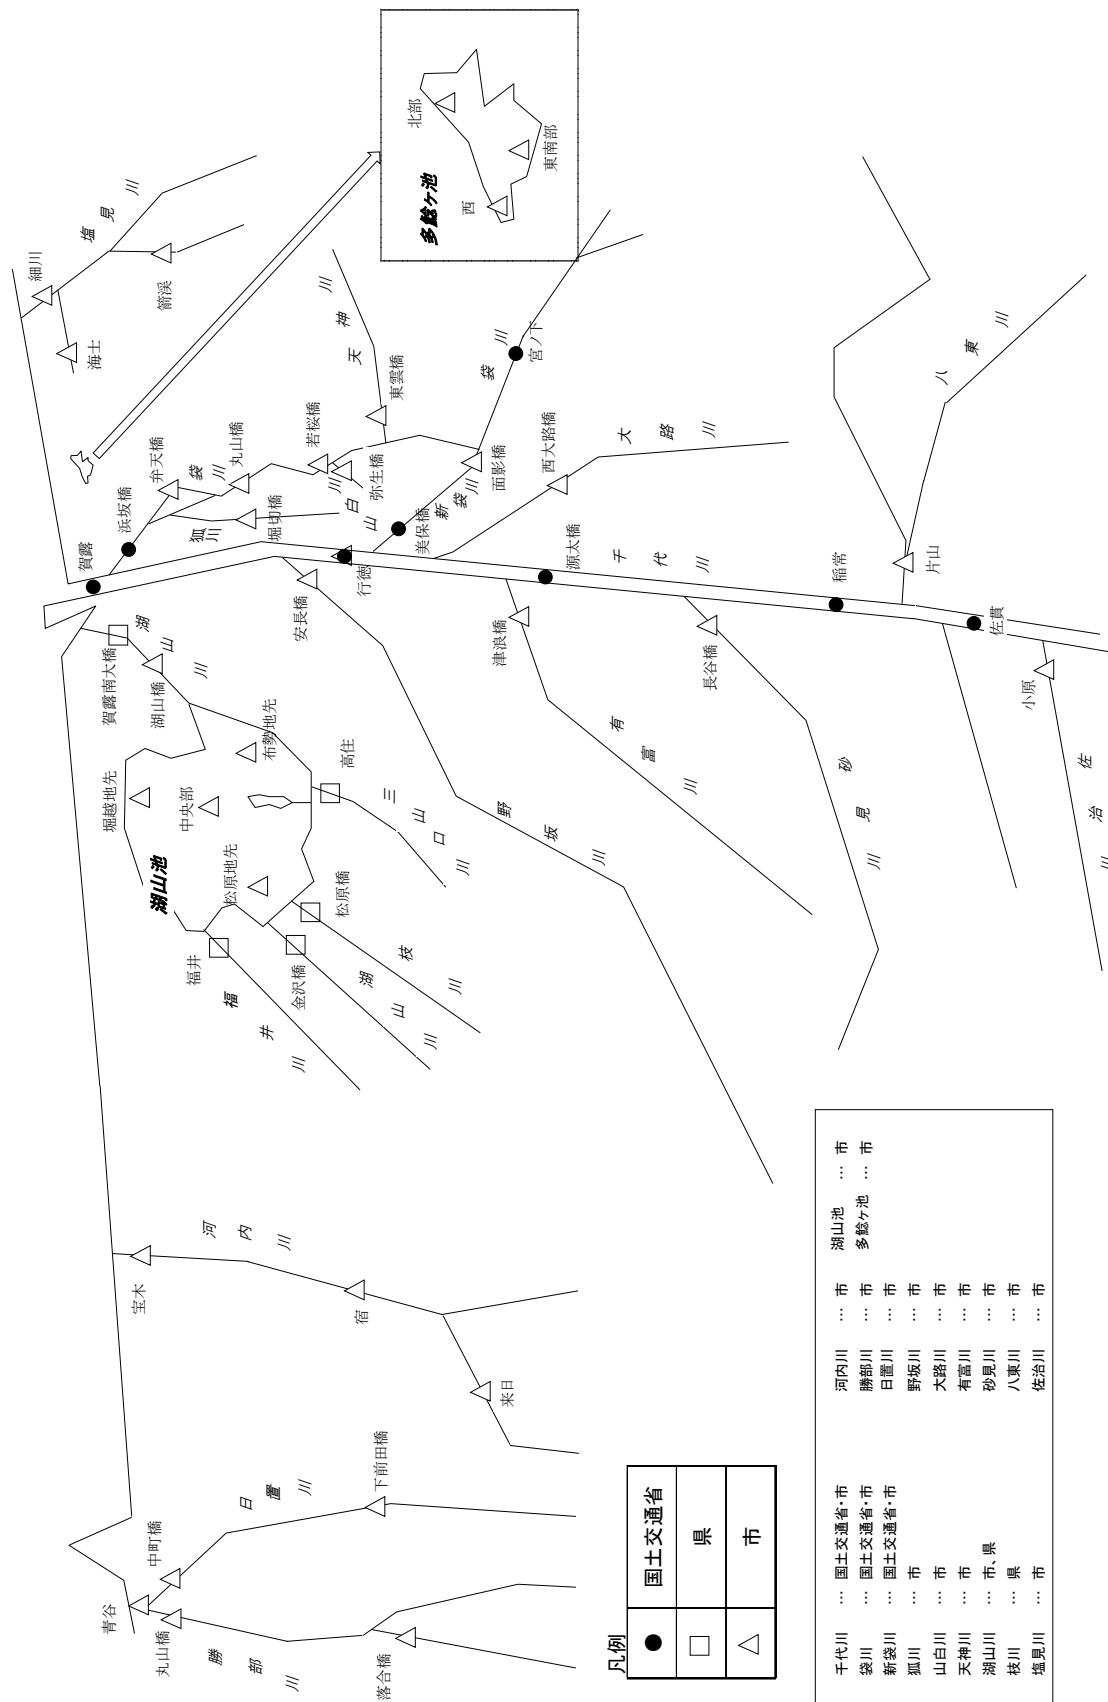 青谷
中町橋
丸山橋
勝部川
落合橋
日置川
下前田橋
宝木
河内川
宿
来日
湖山池
堀越地先
中央部
布勢地先
松原地先
福井
福井川
金沢橋
湖山川
松原橋
枝川
高住
三山口川
賀露南大橋
湖山橋
湖山川
賀露
浜坂橋
弁天橋
袋川
丸山橋
狐川
堀切橋
若桜橋
弥生橋
山白川
天神川
東雲橋
美保橋
新袋川
面影橋
袋川
宮ノ下
西大路橋
大路川
行徳
安長橋
野坂川
千代川
源太橋
津浪橋
有富川
長谷橋
砂見川
稲常
片山
八東川
佐貫
小原
佐治川
細川
塩見川
海士
箭渓
多鯰ヶ池
北部
東南部
西
凡例
● 国土交通省
□ 県
△ 市
千代川 … 国土交通省・市
袋川 … 国土交通省・市
新袋川 … 国土交通省・市
狐川 … 市
山白川 … 市
天神川 … 市
湖山川 … 市、県
枝川 … 県
塩見川 … 市
河内川 … 市
勝部川 … 市
日置川 … 市
野坂川 … 市
大路川 … 市
有富川 … 市
砂見川 … 市
八東川 … 市
佐治川 … 市
湖山池 … 市
多鯰ヶ池 … 市